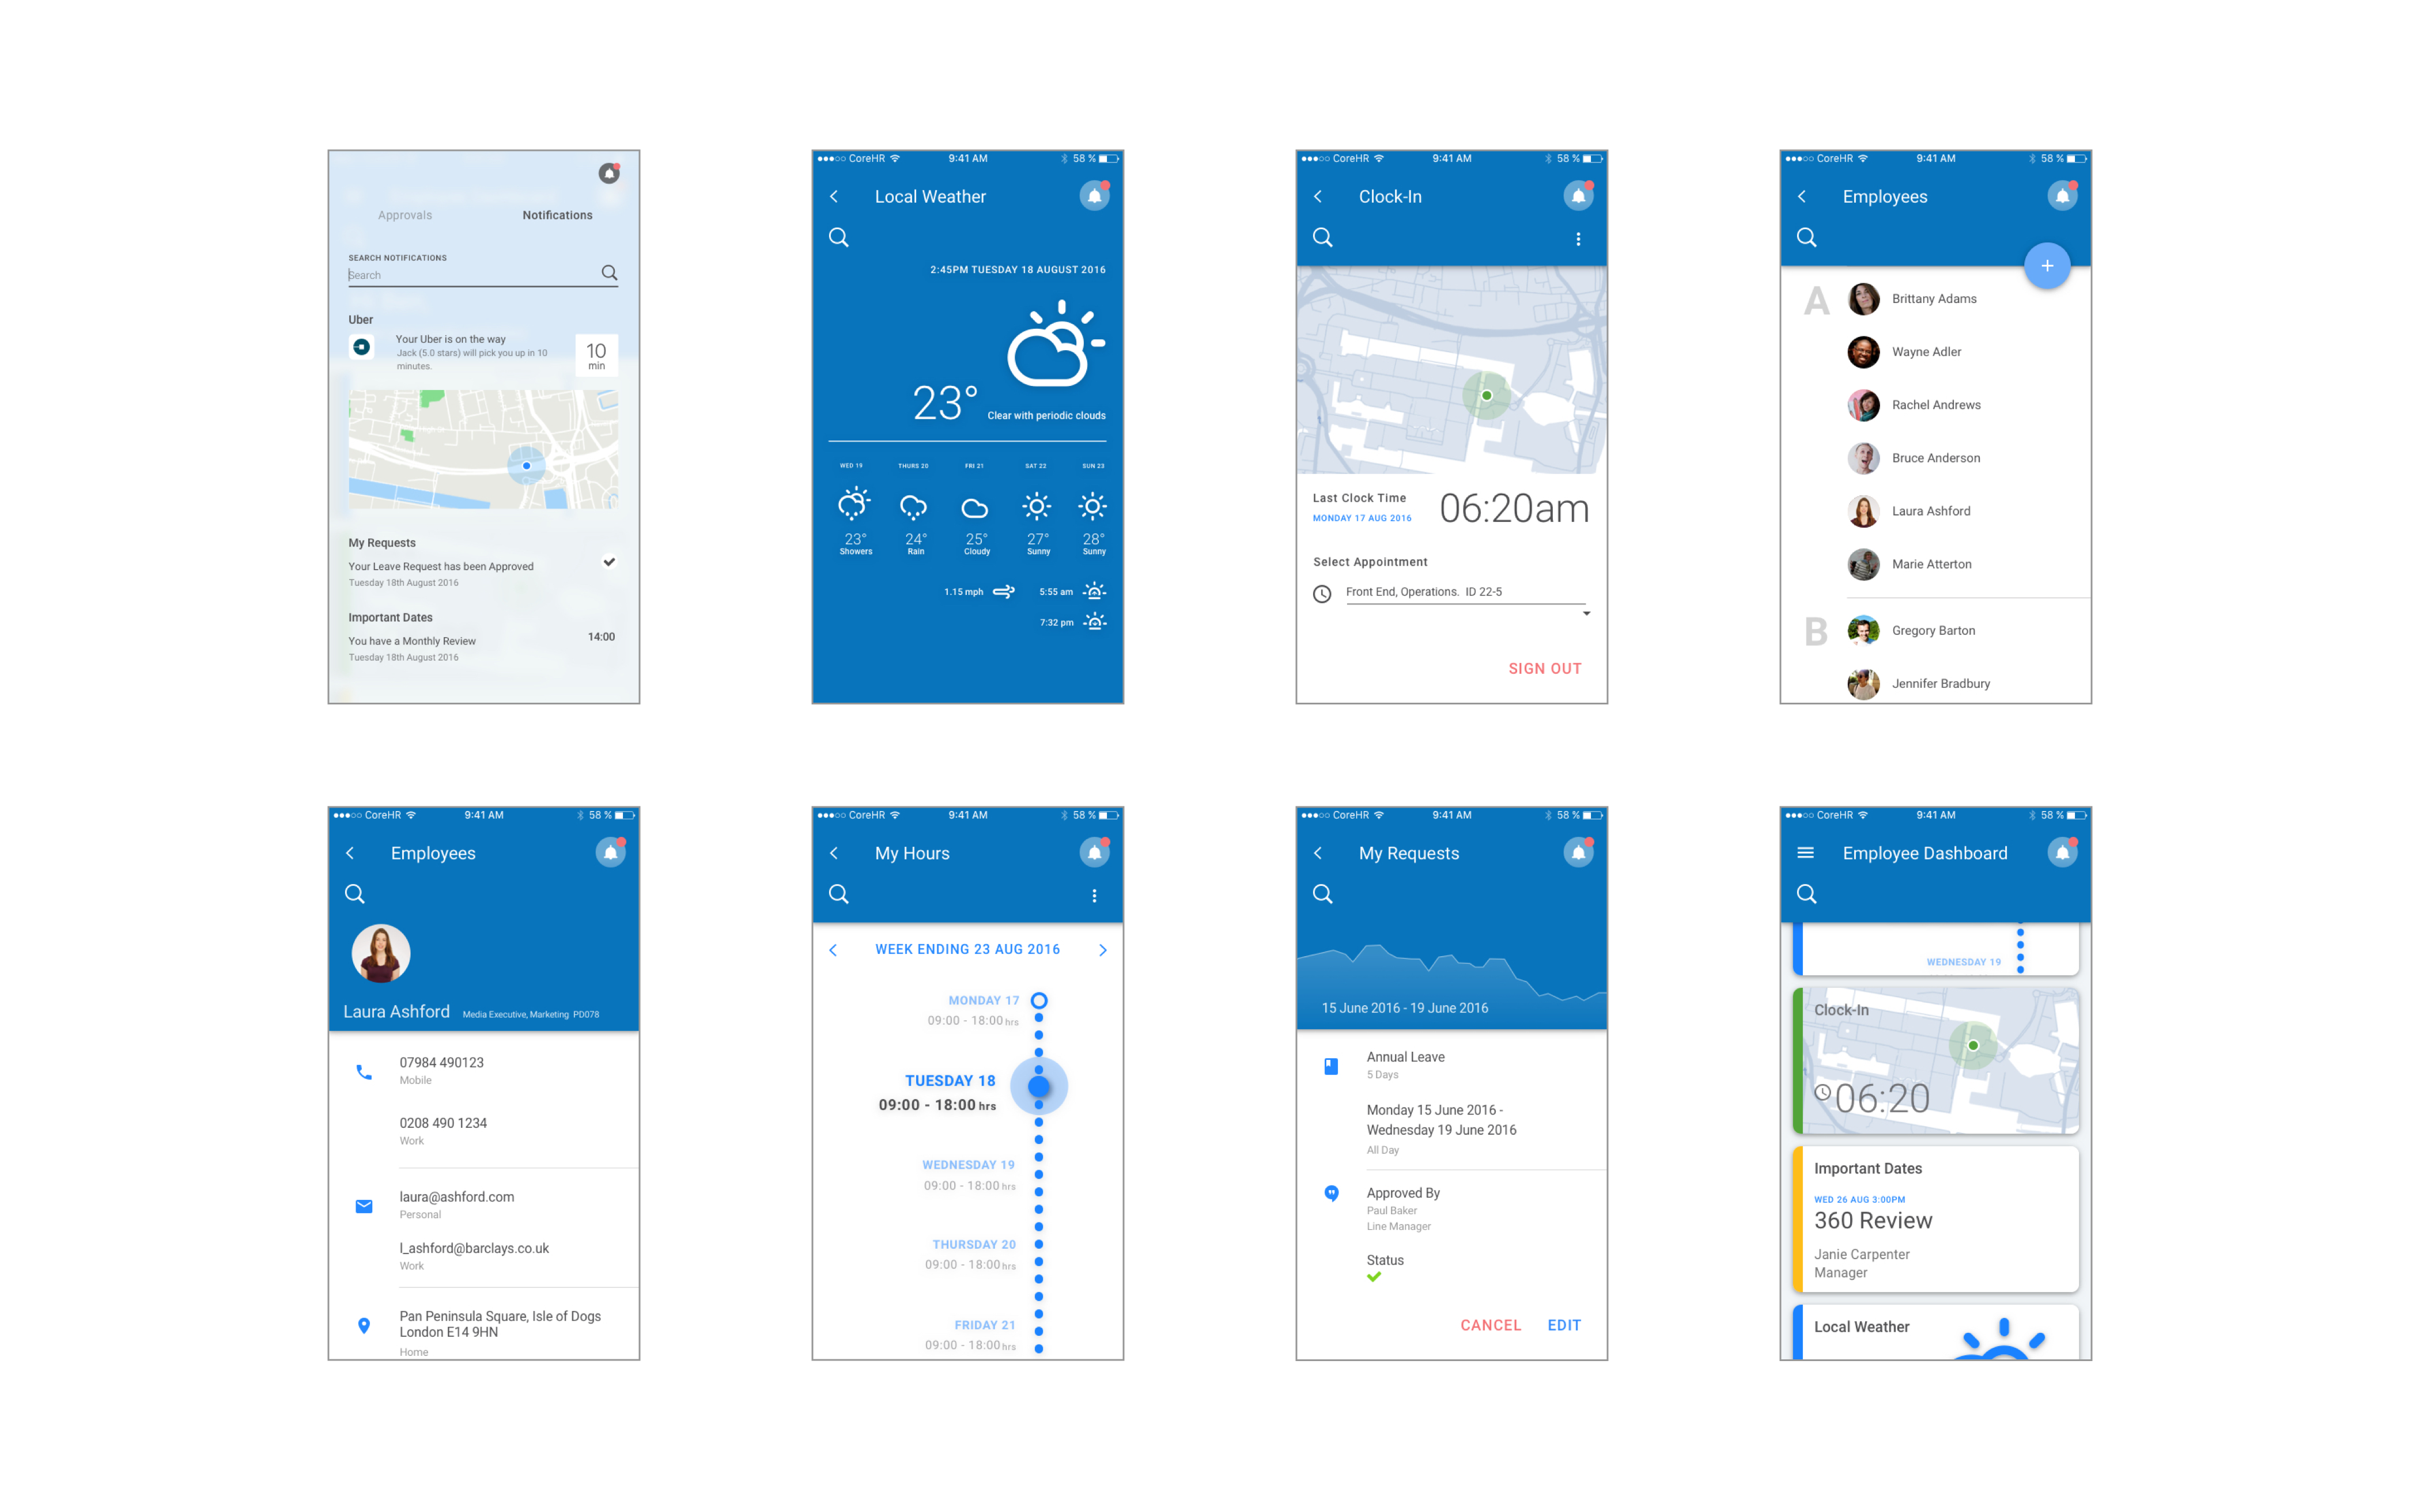 Approvals
Notifications
SEARCH NOTIFICATIONS
Search
Uber
Your Uber is on the way
Jack (5.0 stars) will pick you up in 10
minutes.
10
min
My Requests
Your Leave Request has been Approved
Tuesday 18th August 2016
Important Dates
You have a Monthly Review
14:00
Tuesday 18th August 2016
CoreHR 9:41 AM 58 %
Local Weather
2:45PM TUESDAY 18 AUGUST 2016
23°
Clear with periodic clouds
WED 19 THURS 20 FRI 21 SAT 22 SUN 23
23° 24° 25° 27° 28°
Showers Rain Cloudy Sunny Sunny
1.15 mph 5:55 am
7:32 pm
CoreHR 9:41 AM 58 %
Clock-In
Last Clock Time
MONDAY 17 AUG 2016
06:20am
Select Appointment
Front End, Operations. ID 22-5
SIGN OUT
CoreHR 9:41 AM 58 %
Employees
+
A
Brittany Adams
Wayne Adler
Rachel Andrews
Bruce Anderson
Laura Ashford
Marie Atterton
B
Gregory Barton
Jennifer Bradbury
CoreHR 9:41 AM 58 %
Employees
Laura Ashford Media Executive, Marketing PD078
07984 490123
Mobile
0208 490 1234
Work
laura@ashford.com
Personal
l_ashford@barclays.co.uk
Work
Pan Peninsula Square, Isle of Dogs
London E14 9HN
Home
CoreHR 9:41 AM 58 %
My Hours
WEEK ENDING 23 AUG 2016
MONDAY 17
09:00 - 18:00 hrs
TUESDAY 18
09:00 - 18:00 hrs
WEDNESDAY 19
09:00 - 18:00 hrs
THURSDAY 20
09:00 - 18:00 hrs
FRIDAY 21
09:00 - 18:00 hrs
CoreHR 9:41 AM 58 %
My Requests
15 June 2016 - 19 June 2016
Annual Leave
5 Days
Monday 15 June 2016 -
Wednesday 19 June 2016
All Day
Approved By
Paul Baker
Line Manager
Status
CANCEL EDIT
CoreHR 9:41 AM 58 %
Employee Dashboard
WEDNESDAY 19
Clock-In
06:20
Important Dates
WED 26 AUG 3:00PM
360 Review
Janie Carpenter
Manager
Local Weather